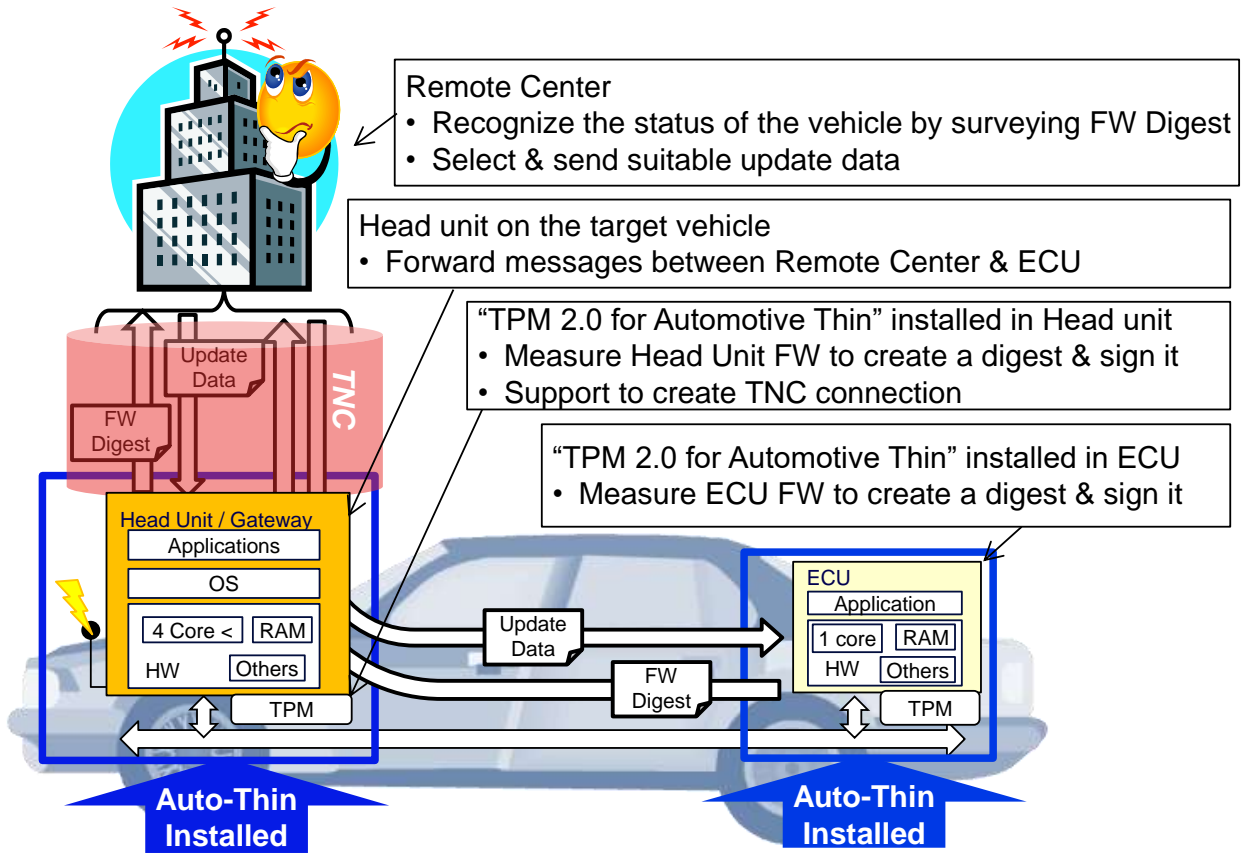 Remote Center
• Recognize the status of the vehicle by surveying FW Digest
• Select & send suitable update data
Head unit on the target vehicle
• Forward messages between Remote Center & ECU
“TPM 2.0 for Automotive Thin” installed in Head unit
• Measure Head Unit FW to create a digest & sign it
• Support to create TNC connection
“TPM 2.0 for Automotive Thin” installed in ECU
• Measure ECU FW to create a digest & sign it
Update
Data
TNC
FW
Digest
Head Unit / Gateway
Applications
OS
4 Core <
RAM
HW
Others
TPM
Update
Data
FW
Digest
ECU
Application
1 core
RAM
HW
Others
TPM
Auto-Thin
Installed
Auto-Thin
Installed